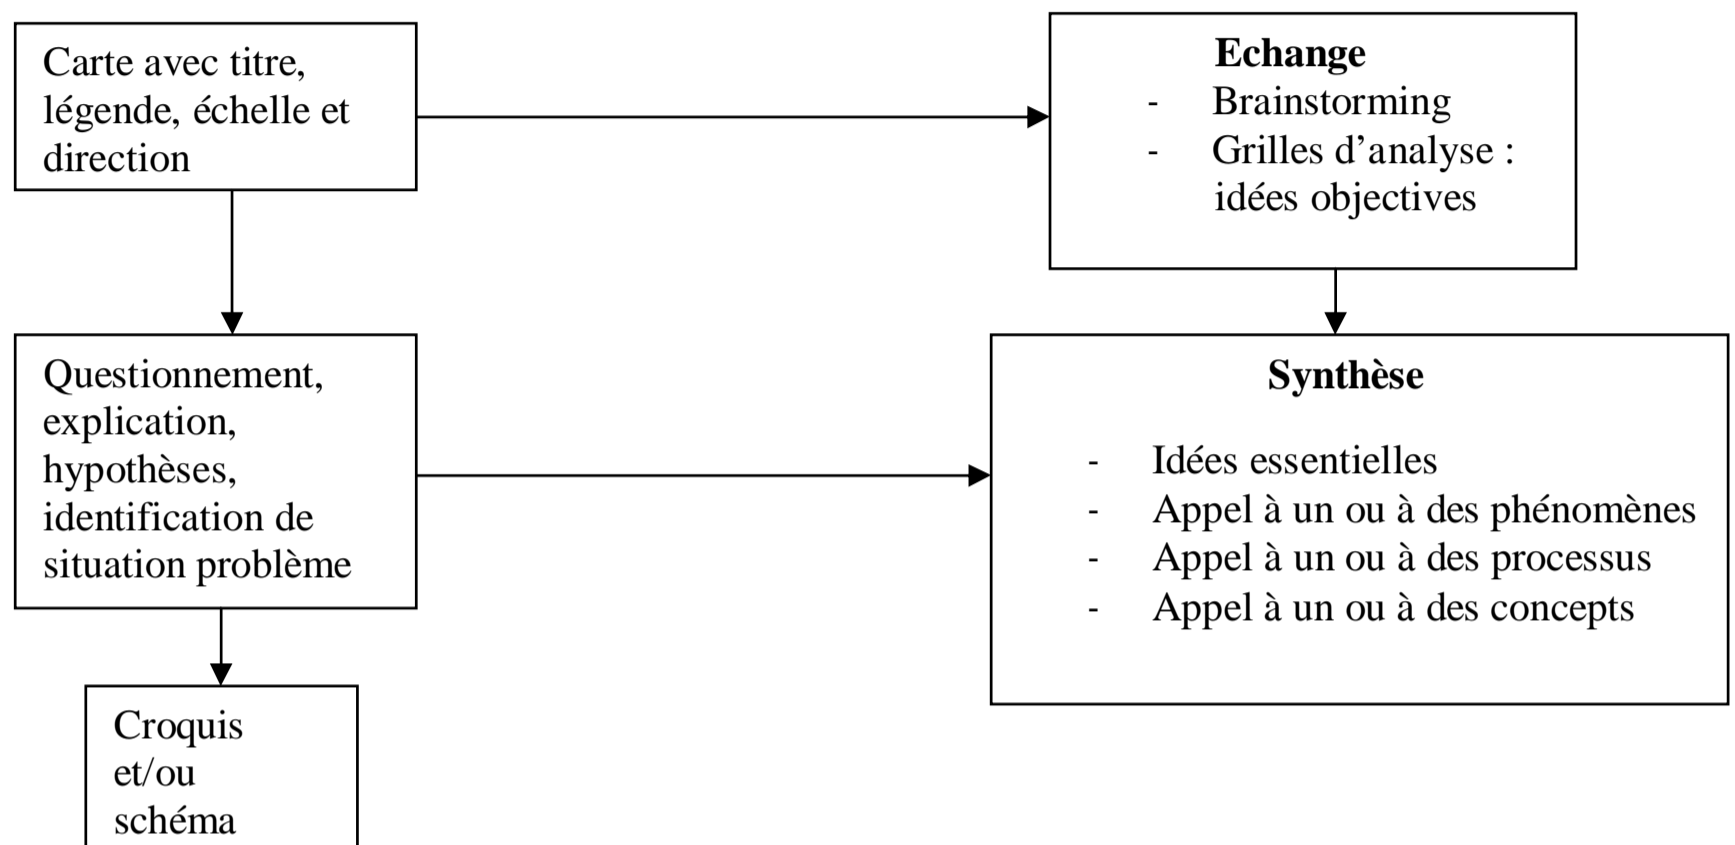 Carte avec titre,
légende, échelle et
direction
Echange
- Brainstorming
- Grilles d’analyse :
idées objectives
Questionnement,
explication,
hypothèses,
identification de
situation problème
Synthèse
- Idées essentielles
- Appel à un ou à des phénomènes
- Appel à un ou à des processus
- Appel à un ou à des concepts
Croquis
et/ou
schéma